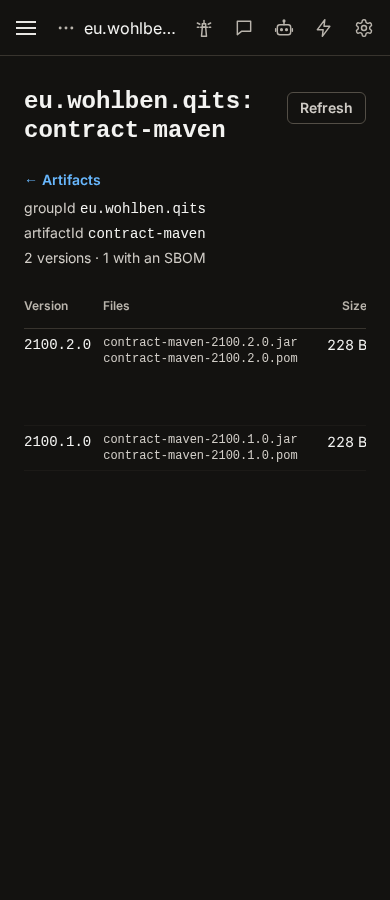 eu.wohlbe...
eu.wohlben.qits:
contract-maven
Refresh
← Artifacts
groupId eu.wohlben.qits
artifactId contract-maven
2 versions · 1 with an SBOM
Version Files Size
2100.2.0 contract-maven-2100.2.0.jar 228 B
contract-maven-2100.2.0.pom
2100.1.0 contract-maven-2100.1.0.jar 228 B
contract-maven-2100.1.0.pom